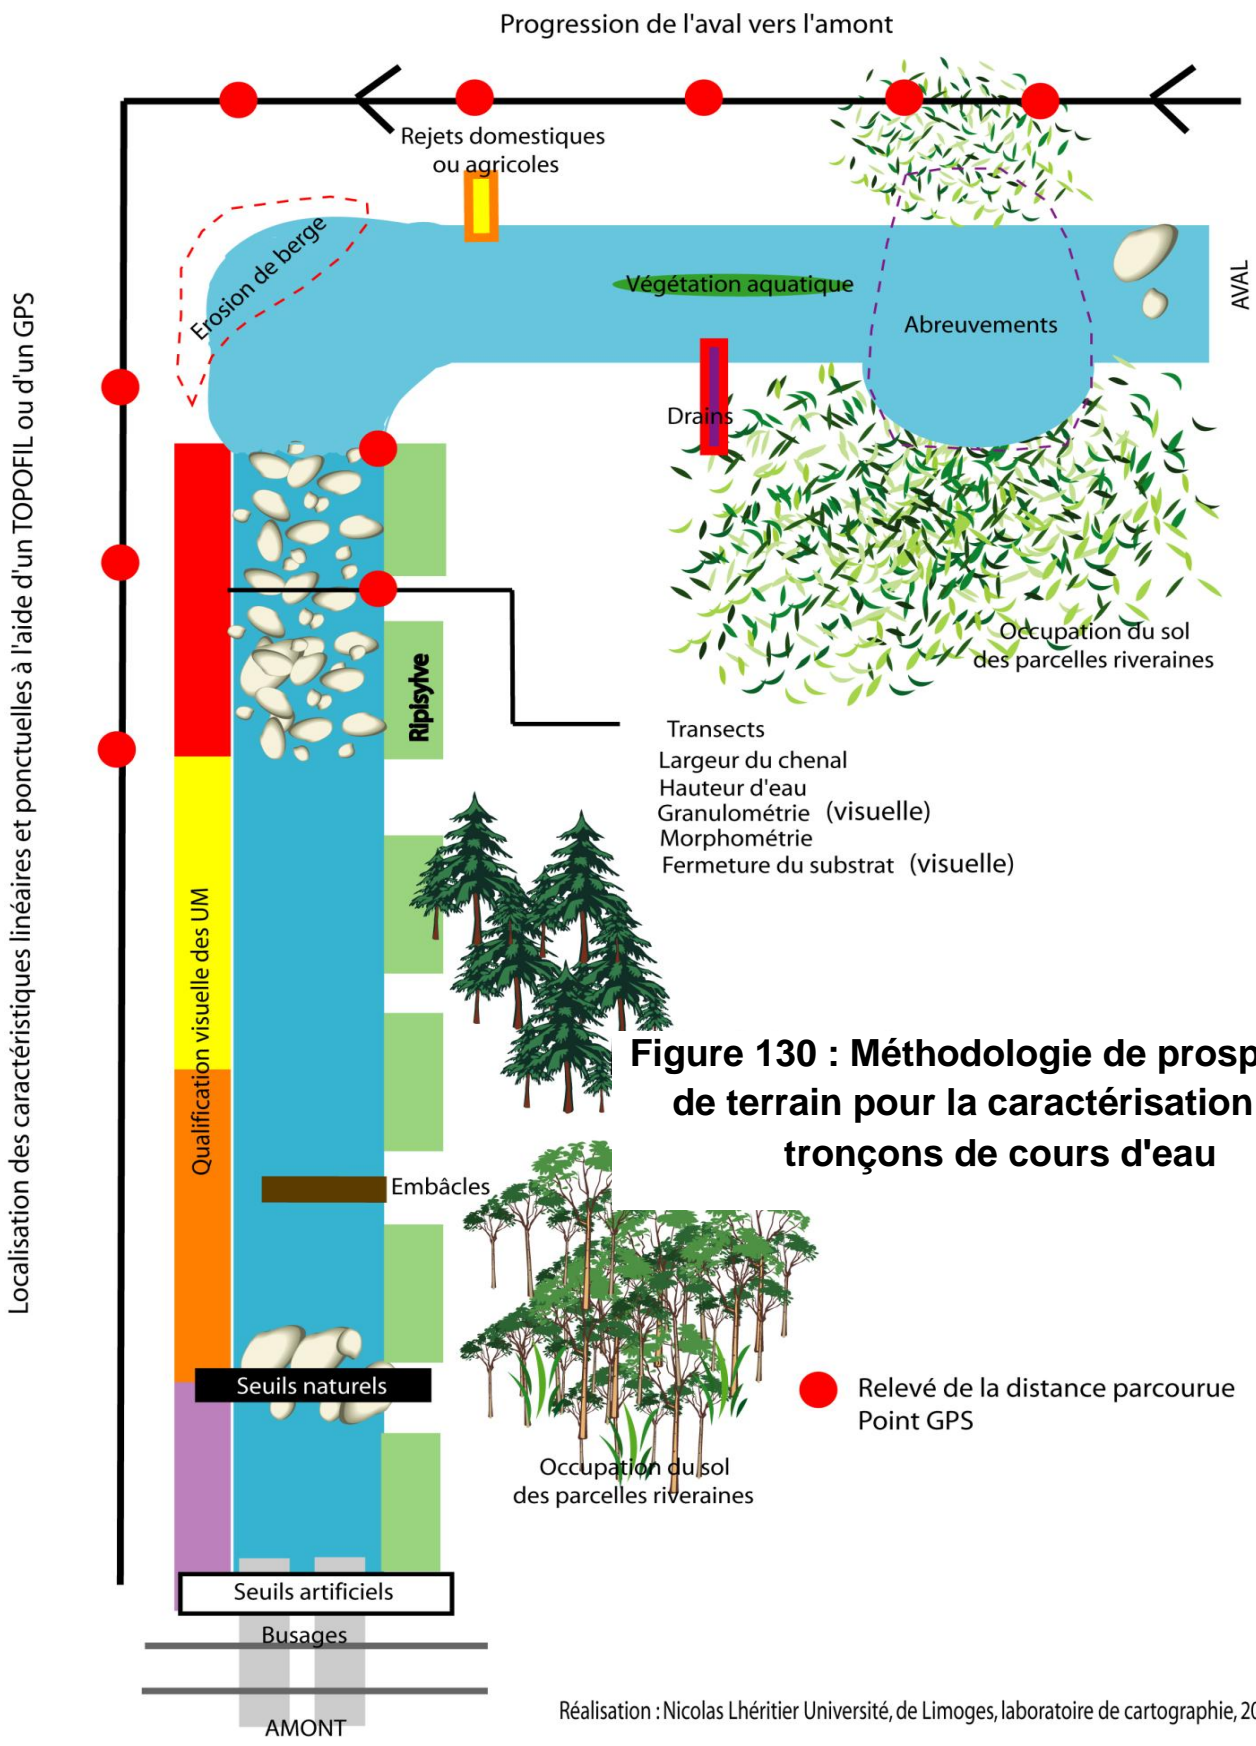 Progression de l'aval vers l'amont
Rejets domestiques
ou agricoles
Erosion de berge
Végétation aquatique
Abreuvements
AVAL
Drains
Localisation des caractéristiques linéaires et ponctuelles à l'aide d'un TOPOFIL ou d'un GPS
Occupation du sol
des parcelles riveraines
Ripisylve
Transects
Largeur du chenal
Hauteur d'eau
Granulométrie (visuelle)
Morphométrie
Fermeture du substrat (visuelle)
Qualification visuelle des UM
Figure 130 : Méthodologie de prosp
de terrain pour la caractérisation
tronçons de cours d'eau
Embâcles
Seuils naturels
Relevé de la distance parcourue
Point GPS
Occupation du sol
des parcelles riveraines
Seuils artificiels
Busages
AMONT
Réalisation : Nicolas Lhéritier Université, de Limoges, laboratoire de cartographie, 20